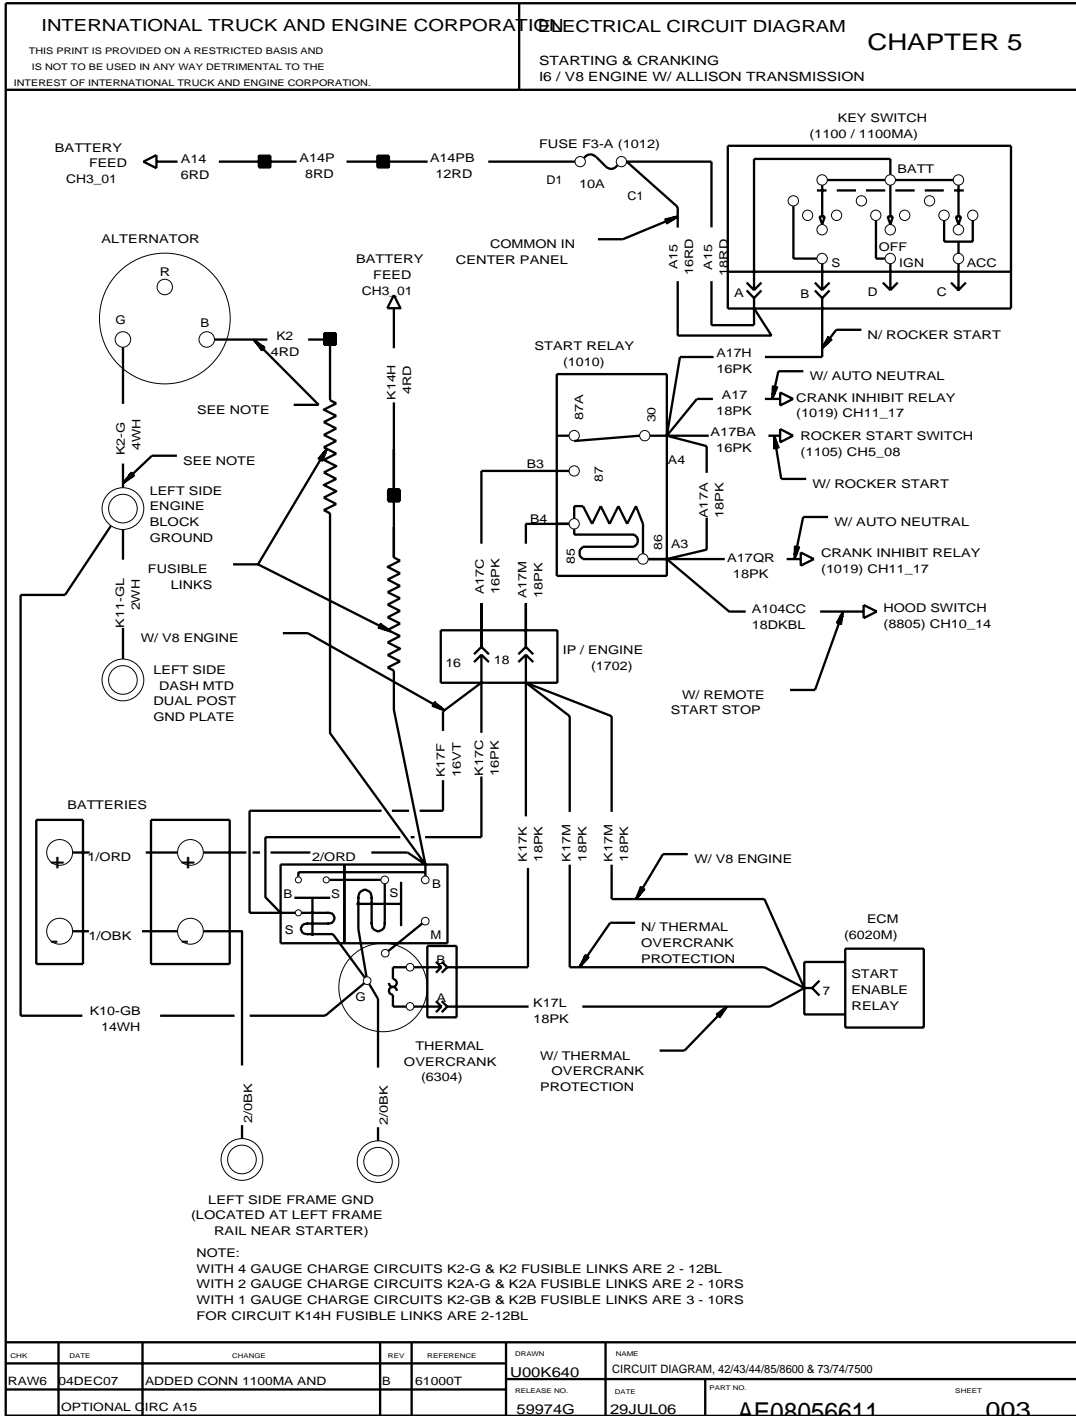 INTERNATIONAL TRUCK AND ENGINE CORPORATION
THIS PRINT IS PROVIDED ON A RESTRICTED BASIS AND
IS NOT TO BE USED IN ANY WAY DETRIMENTAL TO THE
INTEREST OF INTERNATIONAL TRUCK AND ENGINE CORPORATION.
ELECTRICAL CIRCUIT DIAGRAM
CHAPTER 5
STARTING & CRANKING
I6 / V8 ENGINE W/ ALLISON TRANSMISSION
KEY SWITCH
(1100 / 1100MA)
BATTERY
FEED
CH3_01
A14
6RD
A14P
8RD
A14PB
12RD
FUSE F3-A (1012)
D1
10A
C1
BATT
OFF
S
IGN
ACC
A
B
D
C
COMMON IN
CENTER PANEL
A15
16RD
A15
18RD
ALTERNATOR
R
G
B
K2
4RD
BATTERY
FEED
CH3_01
K14H
4RD
N/ ROCKER START
START RELAY
(1010)
A17H
16PK
W/ AUTO NEUTRAL
A17
18PK
CRANK INHIBIT RELAY
(1019) CH11_17
A17BA
16PK
ROCKER START SWITCH
(1105) CH5_08
W/ ROCKER START
87A
30
87
A4
B3
B4
A17A
18PK
85
86
A3
W/ AUTO NEUTRAL
A17QR
18PK
CRANK INHIBIT RELAY
(1019) CH11_17
A104CC
18DKBL
HOOD SWITCH
(8805) CH10_14
W/ REMOTE
START STOP
SEE NOTE
K2-G
4WH
SEE NOTE
LEFT SIDE
ENGINE
BLOCK
GROUND
FUSIBLE
LINKS
K11-GL
2WH
W/ V8 ENGINE
LEFT SIDE
DASH MTD
DUAL POST
GND PLATE
A17C
16PK
A17M
18PK
16
18
IP / ENGINE
(1702)
K17F
16VT
K17C
16PK
K17K
18PK
K17M
18PK
K17M
18PK
BATTERIES
1/ORD
+
+
2/ORD
1/OBK
-
-
B
S
S
B
S
M
G
B
A
W/ V8 ENGINE
N/ THERMAL
OVERCRANK
PROTECTION
ECM
(6020M)
START
ENABLE
RELAY
7
K17L
18PK
W/ THERMAL
OVERCRANK
PROTECTION
K10-GB
14WH
THERMAL
OVERCRANK
(6304)
2/0BK
2/0BK
LEFT SIDE FRAME GND
(LOCATED AT LEFT FRAME
RAIL NEAR STARTER)
NOTE:
WITH 4 GAUGE CHARGE CIRCUITS K2-G & K2 FUSIBLE LINKS ARE 2 - 12BL
WITH 2 GAUGE CHARGE CIRCUITS K2A-G & K2A FUSIBLE LINKS ARE 2 - 10RS
WITH 1 GAUGE CHARGE CIRCUITS K2-GB & K2B FUSIBLE LINKS ARE 3 - 10RS
FOR CIRCUIT K14H FUSIBLE LINKS ARE 2-12BL
CHK DATE CHANGE REV REFERENCE
RAW6 04DEC07 ADDED CONN 1100MA AND B 61000T
OPTIONAL CIRC A15
DRAWN
U00K640
NAME
CIRCUIT DIAGRAM, 42/43/44/85/8600 & 73/74/7500
RELEASE NO.
59974G
DATE
29JUL06
PART NO.
AE08056611
SHEET
003